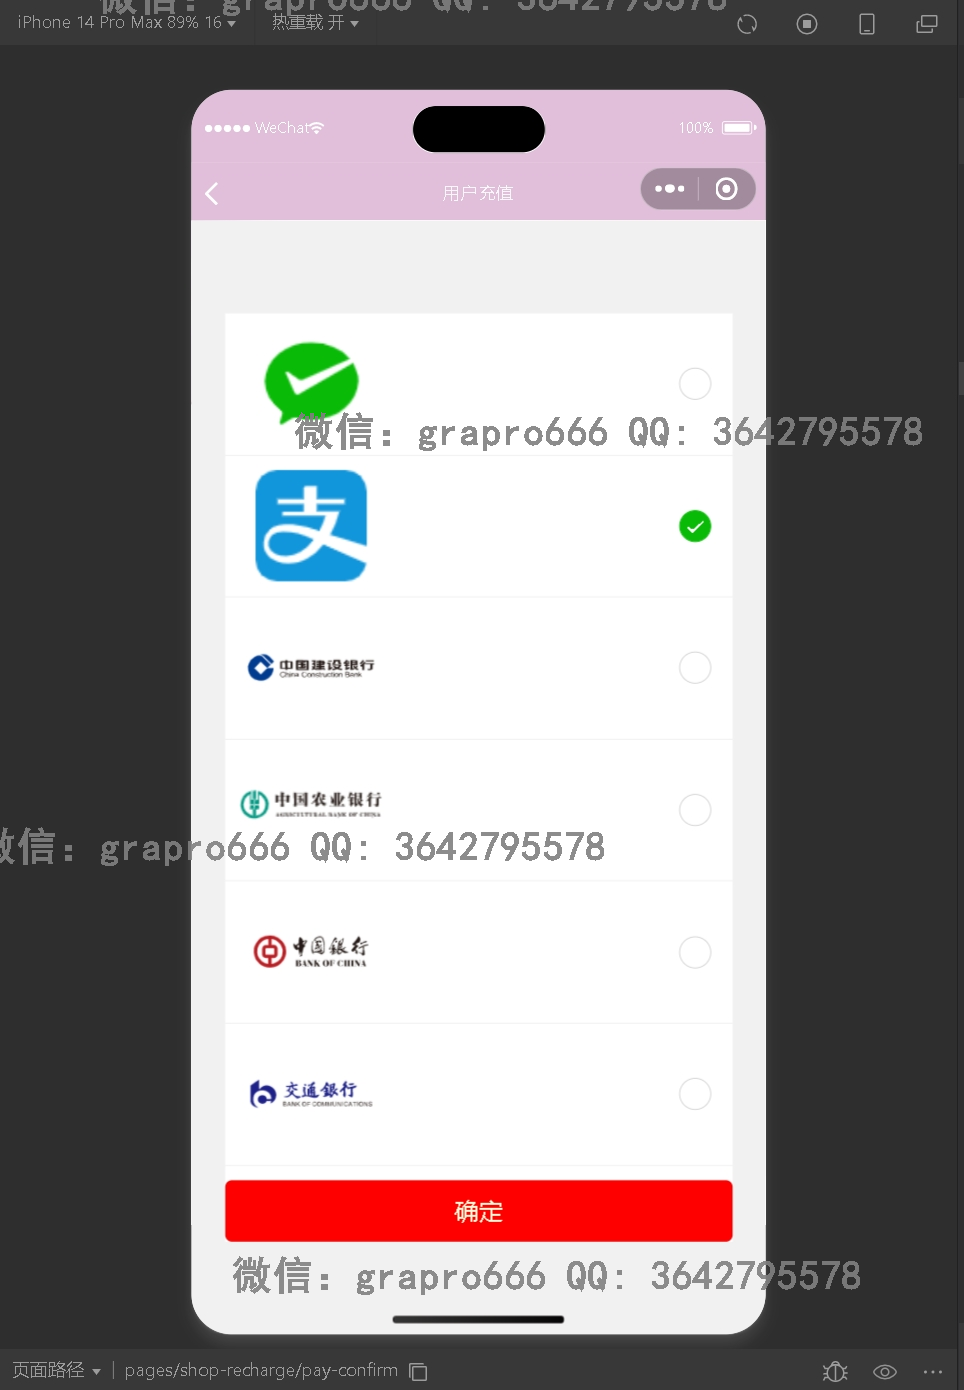 微信：grapro666 QQ: 3642795578
iPhone 14 Pro Max 89% 16
热重载 开
WeChat
100%
用户充值
微信：grapro666 QQ: 3642795578
支
中国建设银行
China Construction Bank
中国农业银行
AGRICULTURAL BANK OF CHINA
微信：grapro666 QQ: 3642795578
中国银行
BANK OF CHINA
交通银行
BANK OF COMMUNICATIONS
确定
微信：grapro666 QQ: 3642795578
页面路径 | pages/shop-recharge/pay-confirm